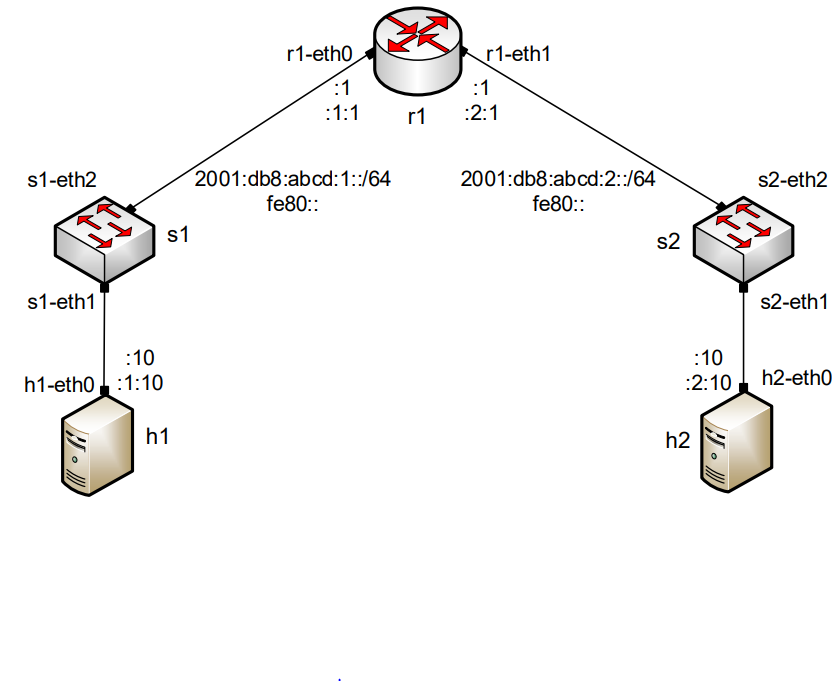 r1-eth0
r1-eth1
:1
:1:1
:1
:2:1
r1
s1-eth2
2001:db8:abcd:1::/64
fe80::
2001:db8:abcd:2::/64
fe80::
s2-eth2
s1
s2
s1-eth1
s2-eth1
:10
:1:10
h1-eth0
:10
:2:10
h2-eth0
h1
h2